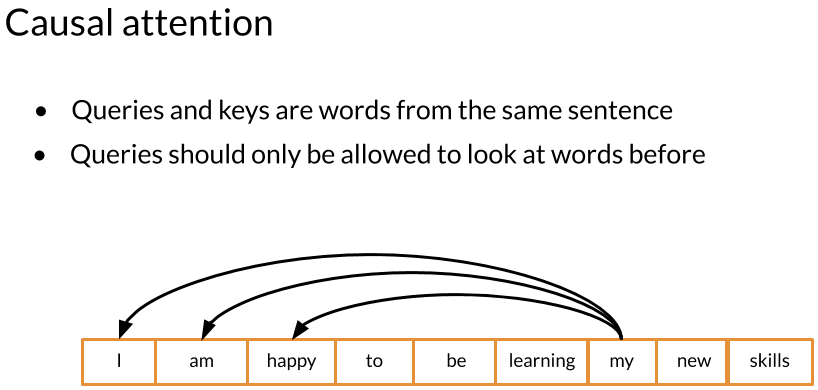 Causal attention
● Queries and keys are words from the same sentence
● Queries should only be allowed to look at words before
I am happy to be learning my new skills